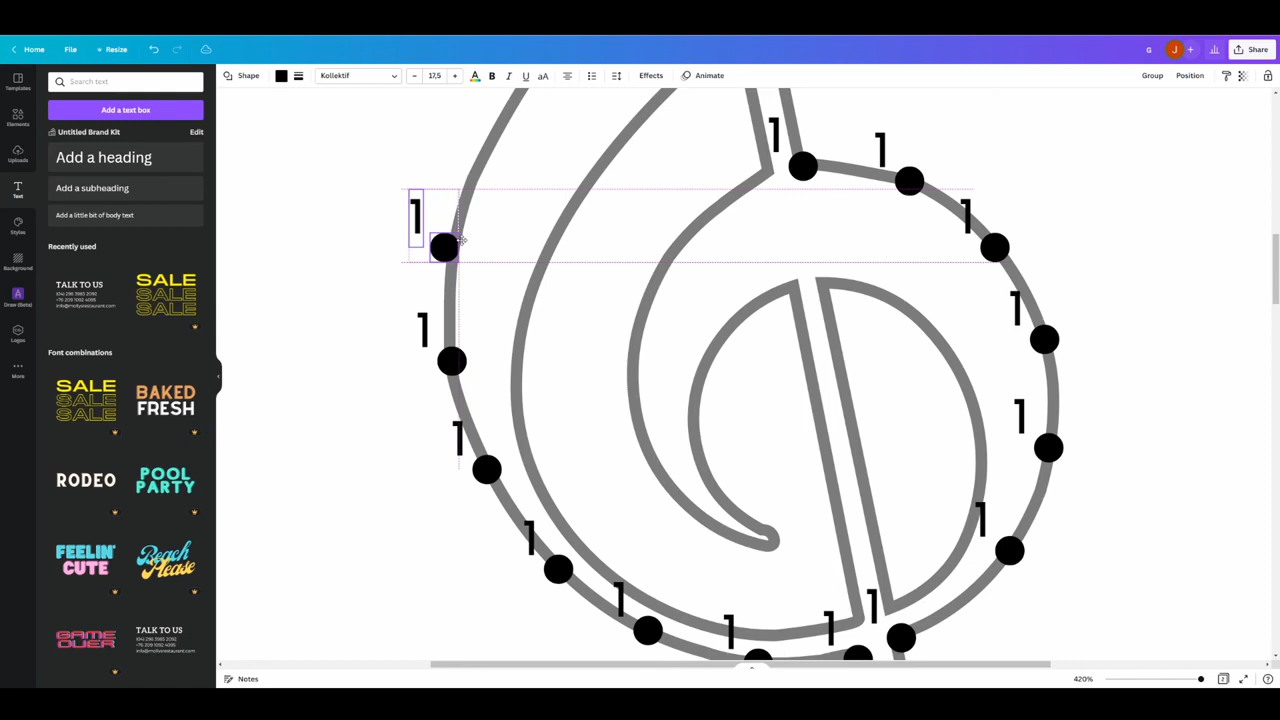 Home File Resize G J + Share
Shape Kollektif - 17,5 + A B I U aA Effects Animate Group Position
Templates
Elements
Uploads
Text
Styles
Background
Draw (Beta)
Logos
More
Search text
Add a text box
Untitled Brand Kit Edit
Add a heading
Add a subheading
Add a little bit of body text
Recently used
TALK TO US
SALE
SALE
SALE
Font combinations
SALE
SALE
SALE
BAKED
FRESH
RODEO
POOL
PARTY
FEELIN'
CUTE
Beach
Please
GAME
OVER
TALK TO US
1
1
1
1
1
1
1
1
1
1
1
1
1
1
Notes 420% 2 ?